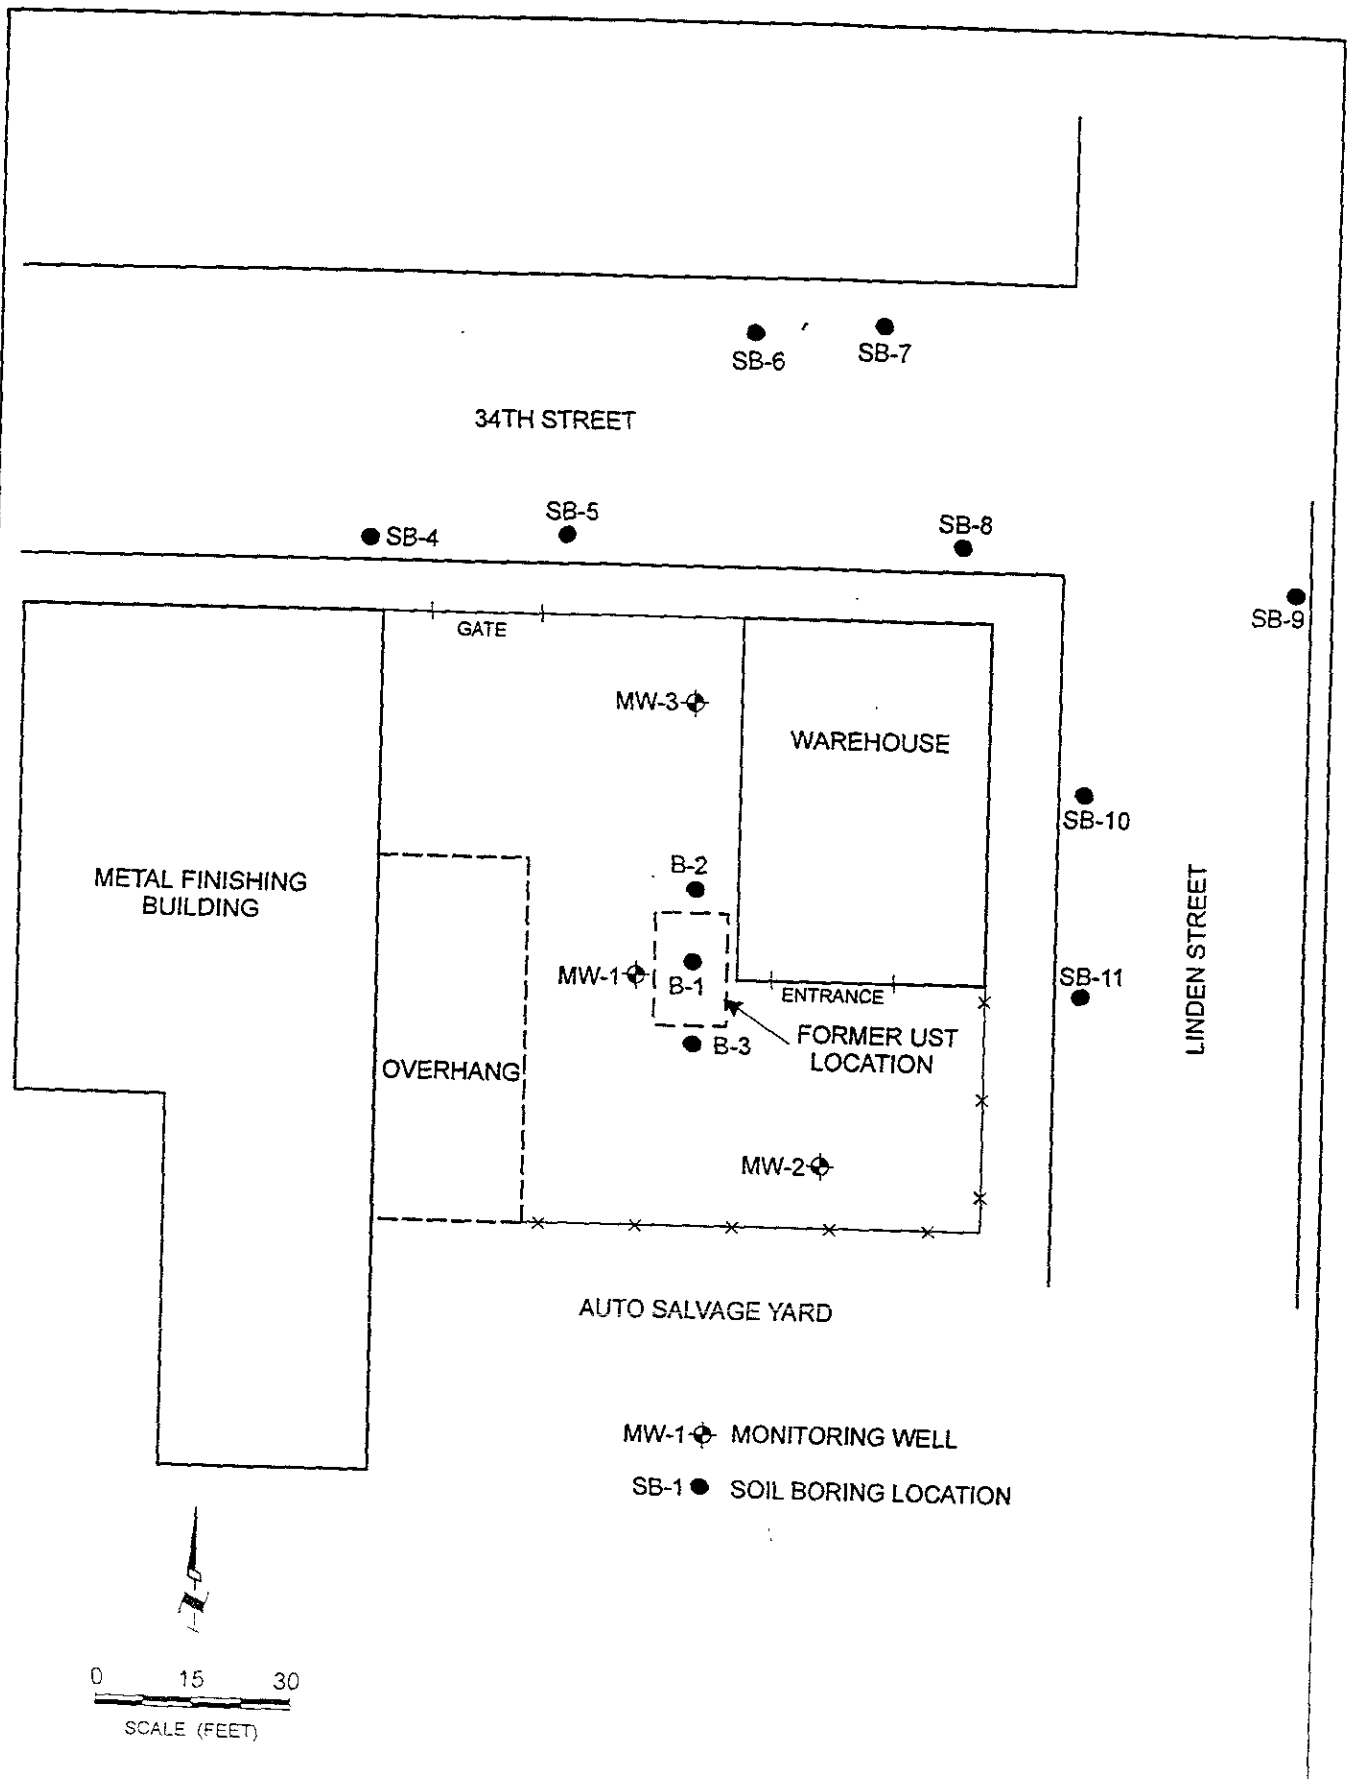 SB-6
SB-7
34TH STREET
SB-4
SB-5
SB-8
SB-9
GATE
MW-3
WAREHOUSE
SB-10
METAL FINISHING
BUILDING
B-2
MW-1
B-1
ENTRANCE
SB-11
LINDEN STREET
FORMER UST
LOCATION
B-3
OVERHANG
MW-2
AUTO SALVAGE YARD
MW-1 MONITORING WELL
SB-1 SOIL BORING LOCATION
N
0 15 30
SCALE (FEET)